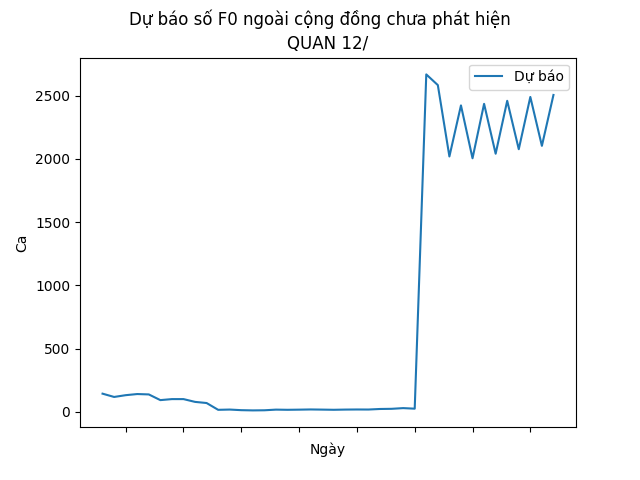 Dự báo số F0 ngoài cộng đồng chưa phát hiện
QUAN 12/
Dự báo
2500
2000
1500
1000
500
0
Ca
Ngày